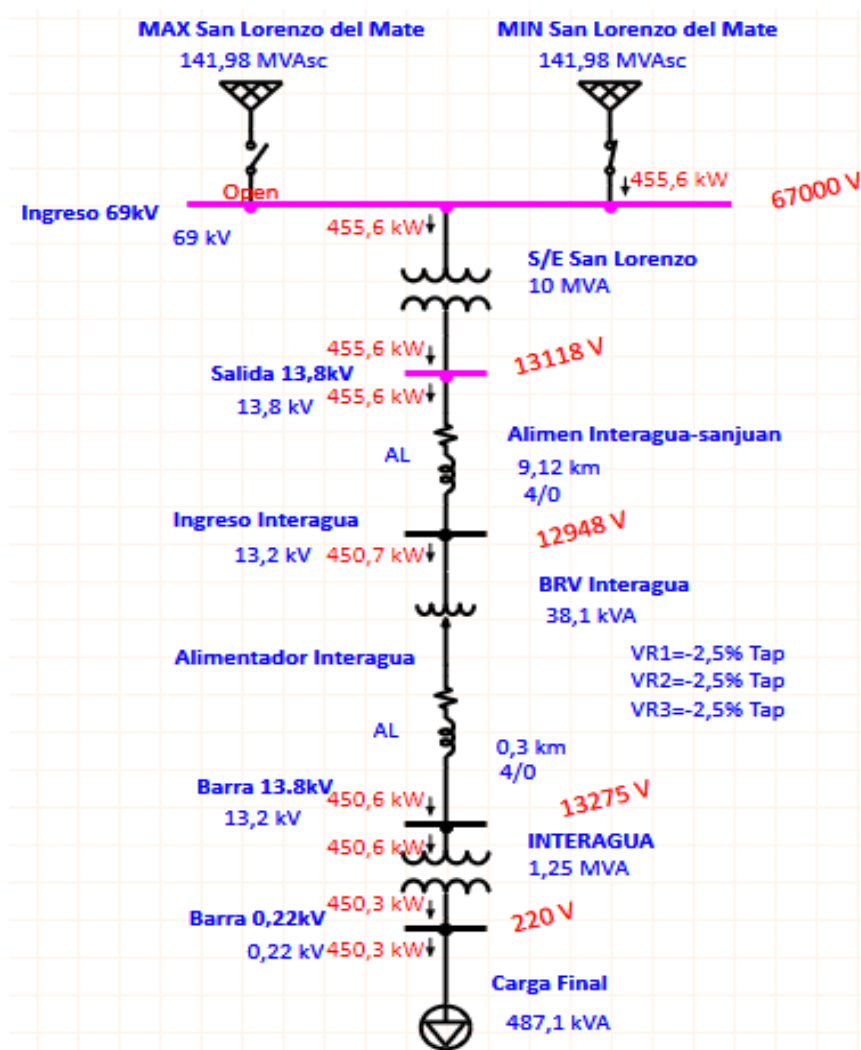 MAX San Lorenzo del Mate
141,98 MVAsc
MIN San Lorenzo del Mate
141,98 MVAsc
Open
455,6 kW
67000 V
Ingreso 69kV
69 kV
455,6 kW
S/E San Lorenzo
10 MVA
455,6 kW
13118 V
Salida 13,8kV
455,6 kW
13,8 kV
Alimen Interagua-sanjuan
AL
9,12 km
4/0
Ingreso Interagua
12948 V
13,2 kV
450,7 kW
BRV Interagua
38,1 kVA
Alimentador Interagua
VR1=-2,5% Tap
VR2=-2,5% Tap
VR3=-2,5% Tap
AL
0,3 km
4/0
Barra 13.8kV
450,6 kW
13275 V
13,2 kV
450,6 kW
INTERAGUA
1,25 MVA
450,3 kW
220 V
Barra 0,22kV
0,22 kV
450,3 kW
Carga Final
487,1 kVA